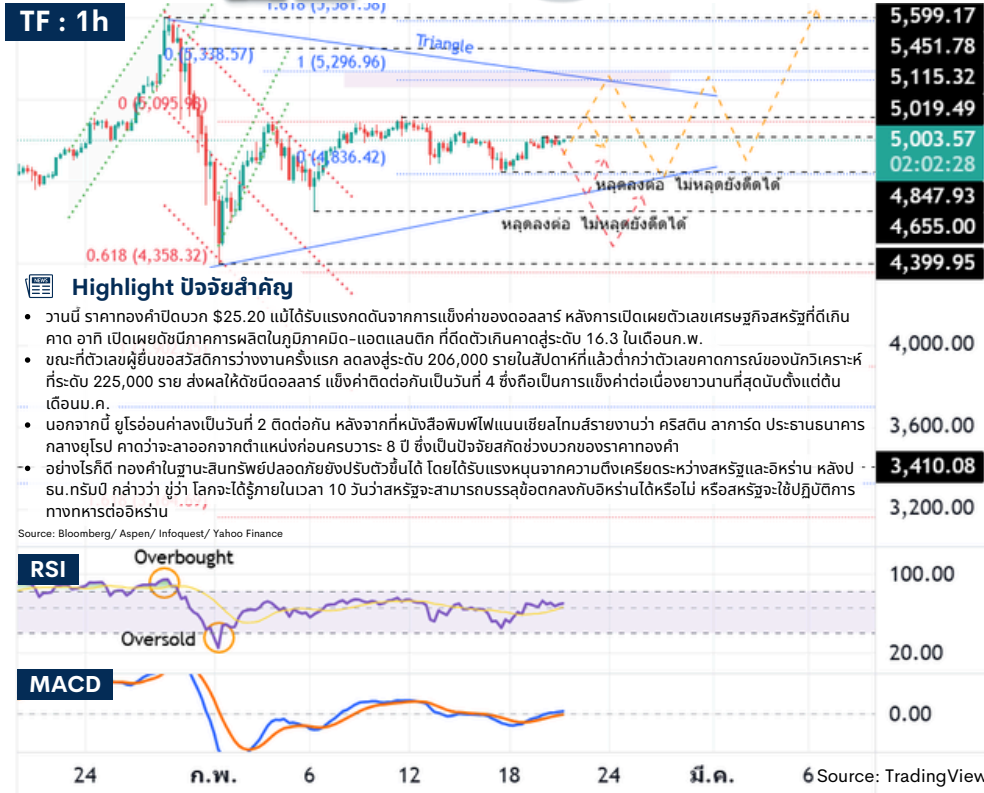 TF : 1h
1.618 (5,581.58)
0 (5,338.57)
Triangle
1 (5,296.96)
0 (5,095.93)
0 (4,836.42)
0.618 (4,358.32)
หลุดลงต่อ ไม่หลุดยังดีดได้
หลุดลงต่อ ไม่หลุดยังดีดได้
5,599.17
5,451.78
5,115.32
5,019.49
5,003.57
02:02:28
4,847.93
4,655.00
4,399.95
4,000.00
3,600.00
3,410.08
3,200.00
NEWS
Highlight ปัจจัยสำคัญ
• วานนี้ ราคาทองคำปิดบวก $25.20 แม้ได้รับแรงกดดันจากการแข็งค่าของดอลลาร์ หลังการเปิดเผยตัวเลขเศรษฐกิจสหรัฐที่ดีเกิน
คาด อาทิ เปิดเผยดัชนีภาคการผลิตในภูมิภาคมิด-แอตแลนติก ที่ดีดตัวเกินคาดสู่ระดับ 16.3 ในเดือนก.พ.
• ขณะที่ตัวเลขผู้ยื่นขอสวัสดิการว่างงานครั้งแรก ลดลงสู่ระดับ 206,000 รายในสัปดาห์ที่แล้วต่ำกว่าตัวเลขคาดการณ์ของนักวิเคราะห์
ที่ระดับ 225,000 ราย ส่งผลให้ดัชนีดอลลาร์ แข็งค่าติดต่อกันเป็นวันที่ 4 ซึ่งถือเป็นการแข็งค่าต่อเนื่องยาวนานที่สุดนับตั้งแต่ต้น
เดือนม.ค.
• นอกจากนี้ ยูโรอ่อนค่าลงเป็นวันที่ 2 ติดต่อกัน หลังจากที่หนังสือพิมพ์ไฟแนนเชียลไทมส์รายงานว่า คริสติน ลาการ์ด ประธานธนาคาร
กลางยุโรป คาดว่าจะลาออกจากตำแหน่งก่อนครบวาระ 8 ปี ซึ่งเป็นปัจจัยสกัดช่วงบวกของราคาทองคำ
• อย่างไรก็ดี ทองคำในฐานะสินทรัพย์ปลอดภัยยังปรับตัวขึ้นได้ โดยได้รับแรงหนุนจากความตึงเครียดระหว่างสหรัฐและอิหร่าน หลังป
ธน.ทรัมป์ กล่าวว่า ขู่ว่า โลกจะได้รู้ภายในเวลา 10 วันว่าสหรัฐจะสามารถบรรลุข้อตกลงกับอิหร่านได้หรือไม่ หรือสหรัฐจะใช้ปฏิบัติการ
ทางทหารต่ออิหร่าน
Source: Bloomberg/ Aspen/ Infoquest/ Yahoo Finance
RSI
Overbought
Oversold
100.00
20.00
MACD
0.00
24 ก.พ. 6 12 18 24 มี.ค. 6
Source: TradingView